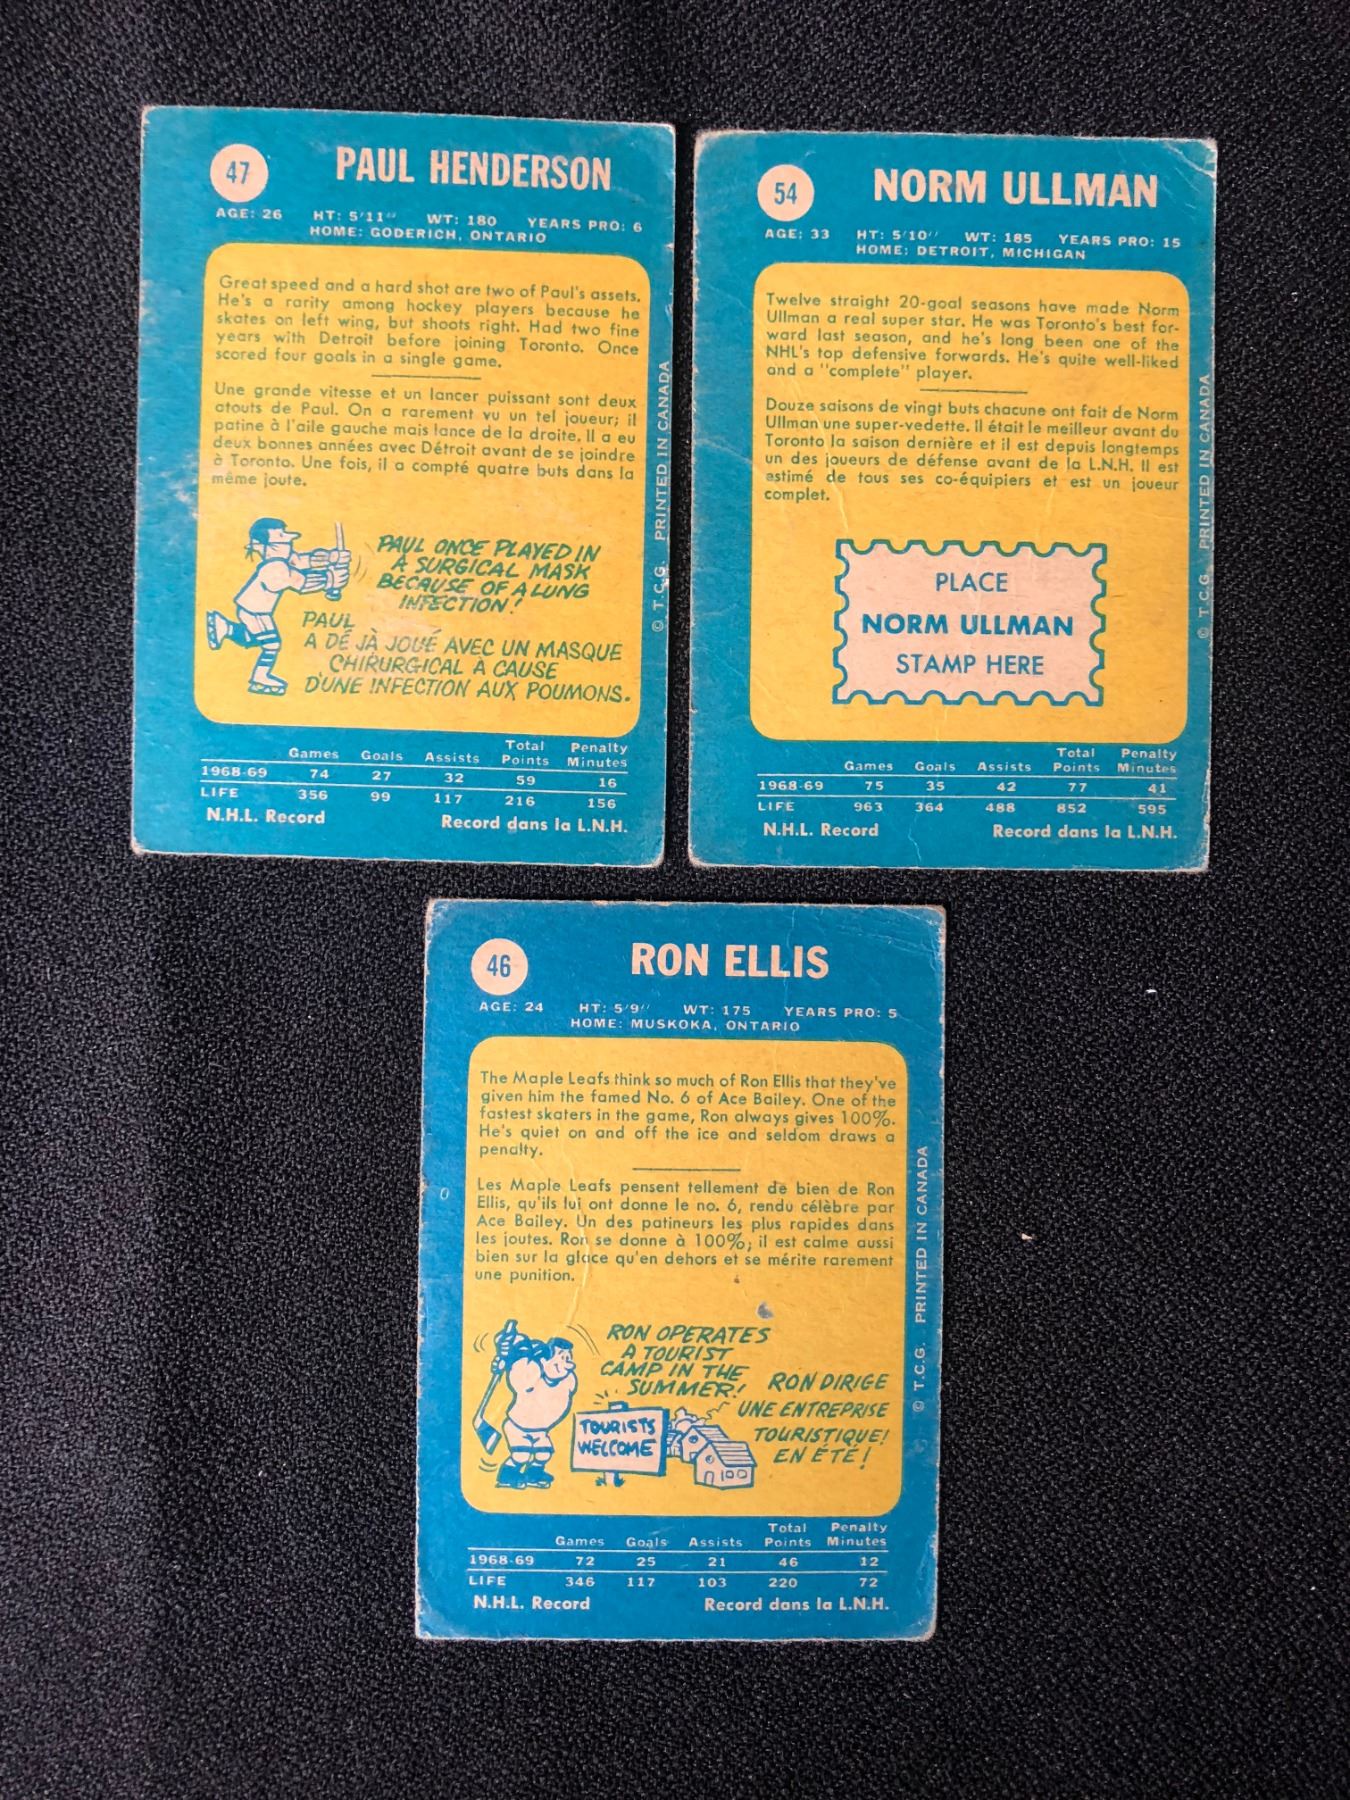 47
PAUL HENDERSON
AGE: 26 HT: 5'11" WT: 180 YEARS PRO: 6
HOME: GODERICH, ONTARIO
Great speed and a hard shot are two of Paul's assets.
He's a rarity among hockey players because he
skates on left wing, but shoots right. Had two fine
years with Detroit before joining Toronto. Once
scored four goals in a single game.
Une grande vitesse et un lancer puissant sont deux
atouts de Paul. On a rarement vu un tel joueur; il
patine à l'aile gauche mais lance de la droite. Il a eu
deux bonnes années avec Détroit avant de se joindre
à Toronto. Une fois, il a compté quatre buts dans la
même joute.
PAUL ONCE PLAYED IN
A SURGICAL MASK
BECAUSE OF A LUNG
INFECTION!
PAUL
A DÉJÀ JOUÉ AVEC UN MASQUE
CHIRURGICAL À CAUSE
D'UNE INFECTION AUX POUMONS.
© T.C.G. PRINTED IN CANADA
Games Goals Assists Total Points Penalty Minutes
1968-69 74 27 32 59 16
LIFE 356 99 117 216 156
N.H.L. Record Record dans la L.N.H.
54
NORM ULLMAN
AGE: 33 HT: 5'10" WT: 185 YEARS PRO: 15
HOME: DETROIT, MICHIGAN
Twelve straight 20-goal seasons have made Norm
Ullman a real super star. He was Toronto's best for-
ward last season, and he's long been one of the
NHL's top defensive forwards. He's quite well-liked
and a "complete" player.
Douze saisons de vingt buts chacune ont fait de Norm
Ullman une super-vedette. Il était le meilleur avant du
Toronto la saison dernière et il est depuis longtemps
un des joueurs de défense avant de la L.N.H. Il est
estimé de tous ses co-équipiers et est un joueur
complet.
PLACE
NORM ULLMAN
STAMP HERE
© T.C.G. PRINTED IN CANADA
Games Goals Assists Total Points Penalty Minutes
1968-69 75 35 42 77 41
LIFE 963 364 488 852 595
N.H.L. Record Record dans la L.N.H.
46
RON ELLIS
AGE: 24 HT: 5'9" WT: 175 YEARS PRO: 5
HOME: MUSKOKA, ONTARIO
The Maple Leafs think so much of Ron Ellis that they've
given him the famed No. 6 of Ace Bailey. One of the
fastest skaters in the game, Ron always gives 100%.
He's quiet on and off the ice and seldom draws a
penalty.
Les Maple Leafs pensent tellement de bien de Ron
Ellis, qu'ils lui ont donne le no. 6, rendu célèbre par
Ace Bailey. Un des patineurs les plus rapides dans
les joutes. Ron se donne à 100%; il est calme aussi
bien sur la glace qu'en dehors et se mérite rarement
une punition.
RON OPERATES
A TOURIST
CAMP IN THE
SUMMER!
RON DIRIGE
UNE ENTREPRISE
TOURISTIQUE!
EN ÉTÉ!
TOURISTS
WELCOME
© T.C.G. PRINTED IN CANADA
Games Goals Assists Total Points Penalty Minutes
1968-69 72 25 21 46 12
LIFE 346 117 103 220 72
N.H.L. Record Record dans la L.N.H.